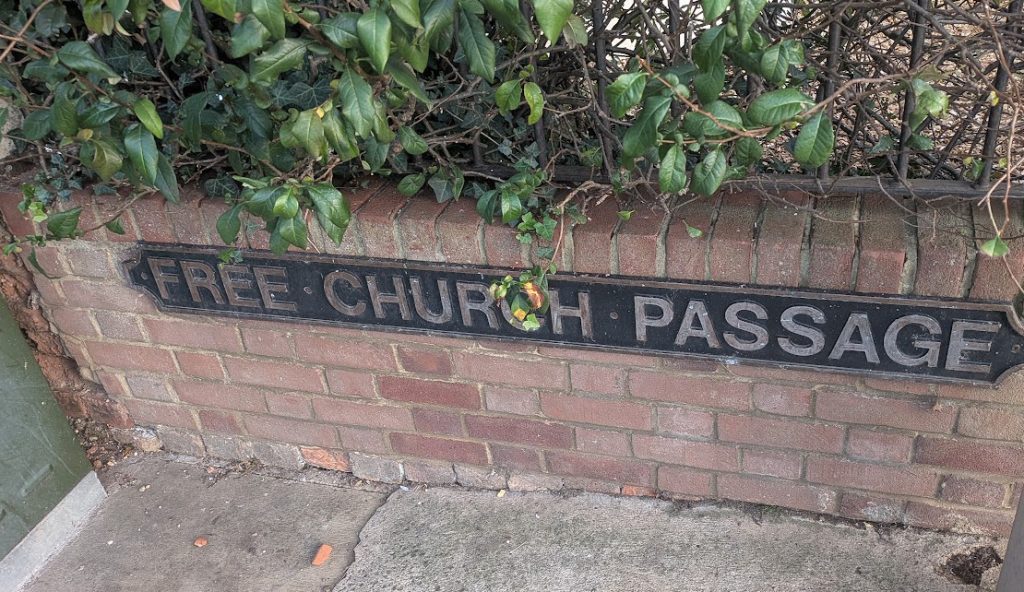 FREE · CHURCH · PASSAGE